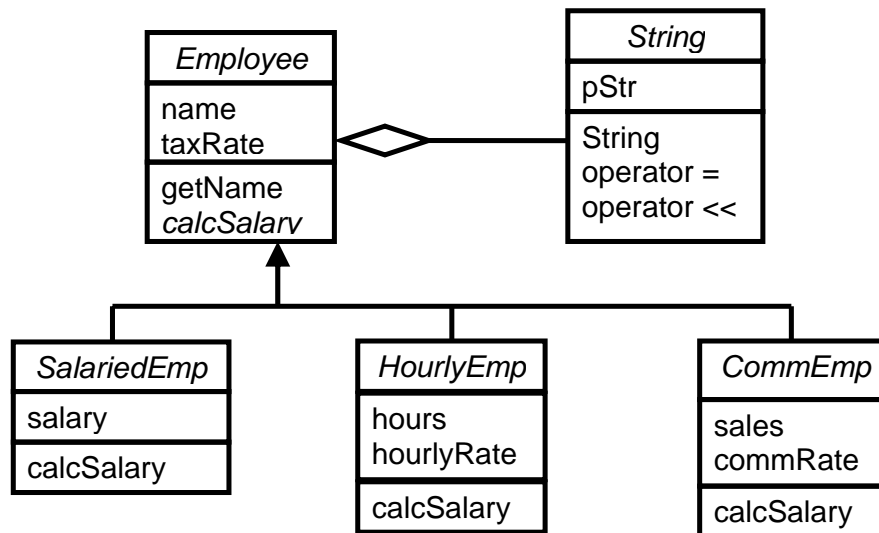 Employee
name
taxRate
getName
calcSalary
String
pStr
String
operator =
operator <<
SalariedEmp
salary
calcSalary
HourlyEmp
hours
hourlyRate
calcSalary
CommEmp
sales
commRate
calcSalary